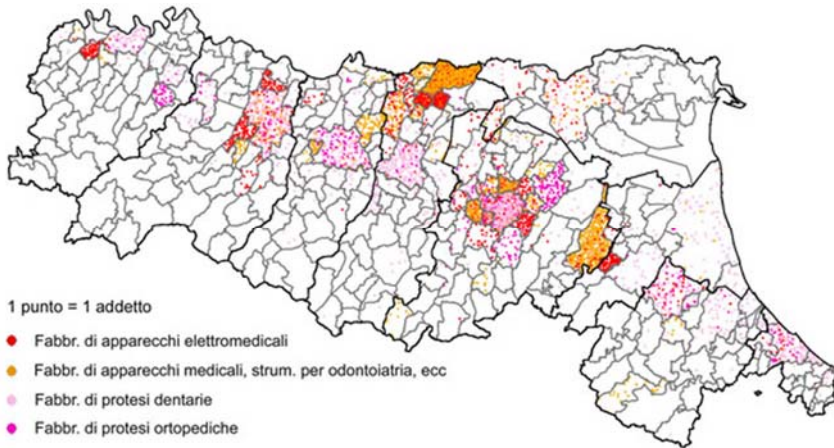 1 punto = 1 addetto
Fabbr. di apparecchi elettromedicali
Fabbr. di apparecchi medicali, strum. per odontoiatria, ecc
Fabbr. di protesi dentarie
Fabbr. di protesi ortopediche